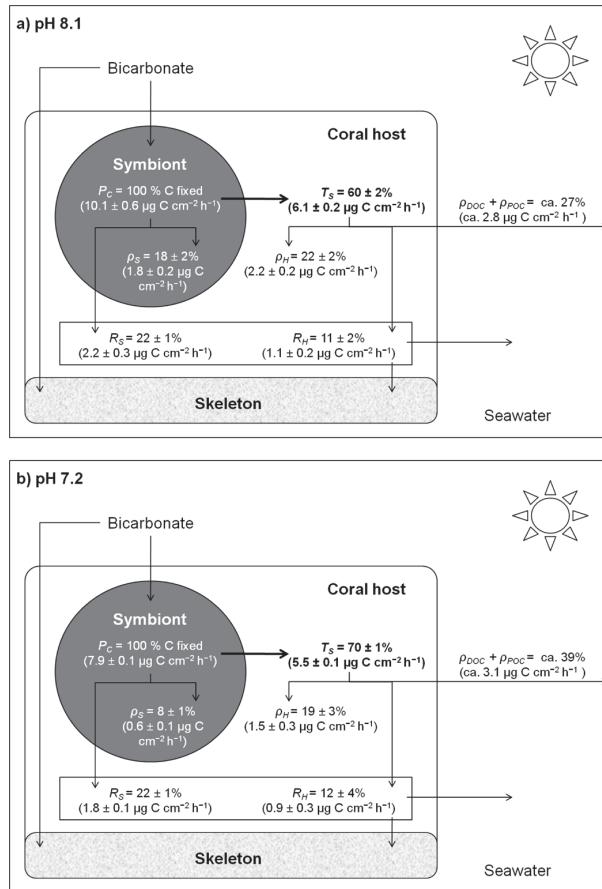 a) pH 8.1
Bicarbonate
Coral host
Symbiont
P_C = 100 % C fixed
(10.1 ± 0.6 µg C cm⁻² h⁻¹)
T_S = 60 ± 2%
(6.1 ± 0.2 µg C cm⁻² h⁻¹)
ρ_DOC + ρ_POC = ca. 27%
(ca. 2.8 µg C cm⁻² h⁻¹ )
ρ_S = 18 ± 2%
(1.8 ± 0.2 µg C
cm⁻² h⁻¹)
ρ_H = 22 ± 2%
(2.2 ± 0.2 µg C cm⁻² h⁻¹)
R_S = 22 ± 1%
(2.2 ± 0.3 µg C cm⁻² h⁻¹)
R_H = 11 ± 2%
(1.1 ± 0.2 µg C cm⁻² h⁻¹)
Skeleton
Seawater
b) pH 7.2
Bicarbonate
Coral host
Symbiont
P_C = 100 % C fixed
(7.9 ± 0.1 µg C cm⁻² h⁻¹)
T_S = 70 ± 1%
(5.5 ± 0.1 µg C cm⁻² h⁻¹)
ρ_DOC + ρ_POC = ca. 39%
(ca. 3.1 µg C cm⁻² h⁻¹ )
ρ_S = 8 ± 1%
(0.6 ± 0.1 µg C
cm⁻² h⁻¹)
ρ_H = 19 ± 3%
(1.5 ± 0.3 µg C cm⁻² h⁻¹)
R_S = 22 ± 1%
(1.8 ± 0.1 µg C cm⁻² h⁻¹)
R_H = 12 ± 4%
(0.9 ± 0.3 µg C cm⁻² h⁻¹)
Skeleton
Seawater